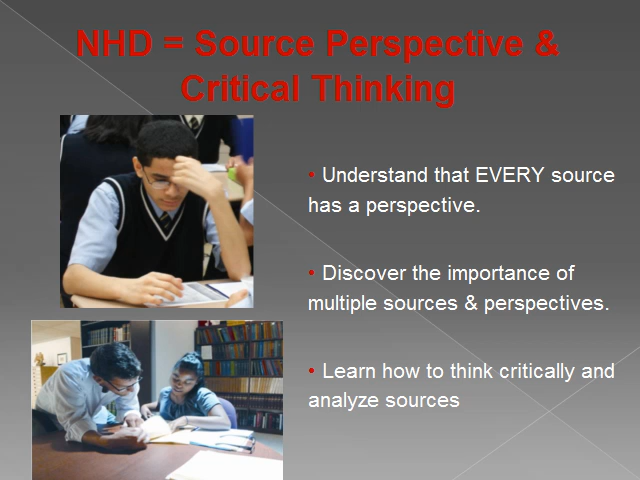 NHD = Source Perspective &
Critical Thinking
• Understand that EVERY source
has a perspective.
• Discover the importance of
multiple sources & perspectives.
• Learn how to think critically and
analyze sources